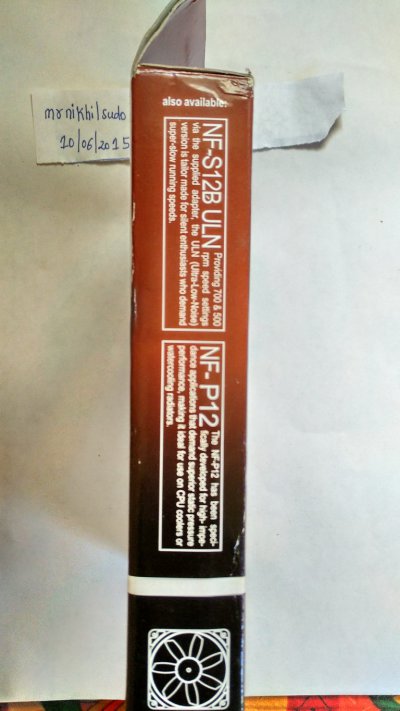 mrnikhilsudo
10/06/2015
also available:
NF-S12B ULN Providing 700 & 500
rpm speed settings
via the supplied adapter, the ULN (Ultra-Low-Noise)
version is tailor made for silent enthusiasts who demand
super-slow running speeds.
NF-P12 The NF-P12 has been speci-
fically developed for high- impe-
dance applications that demand superior static pressure
performance, making it ideal for use on CPU coolers or
watercooling radiators.